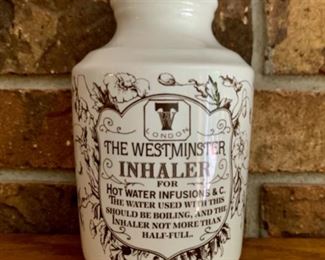 LONDON
THE WESTMINSTER
INHALER
FOR
HOT WATER INFUSIONS & C.
THE WATER USED WITH THIS
SHOULD BE BOILING, AND THE
INHALER NOT MORE THAN
HALF-FULL.